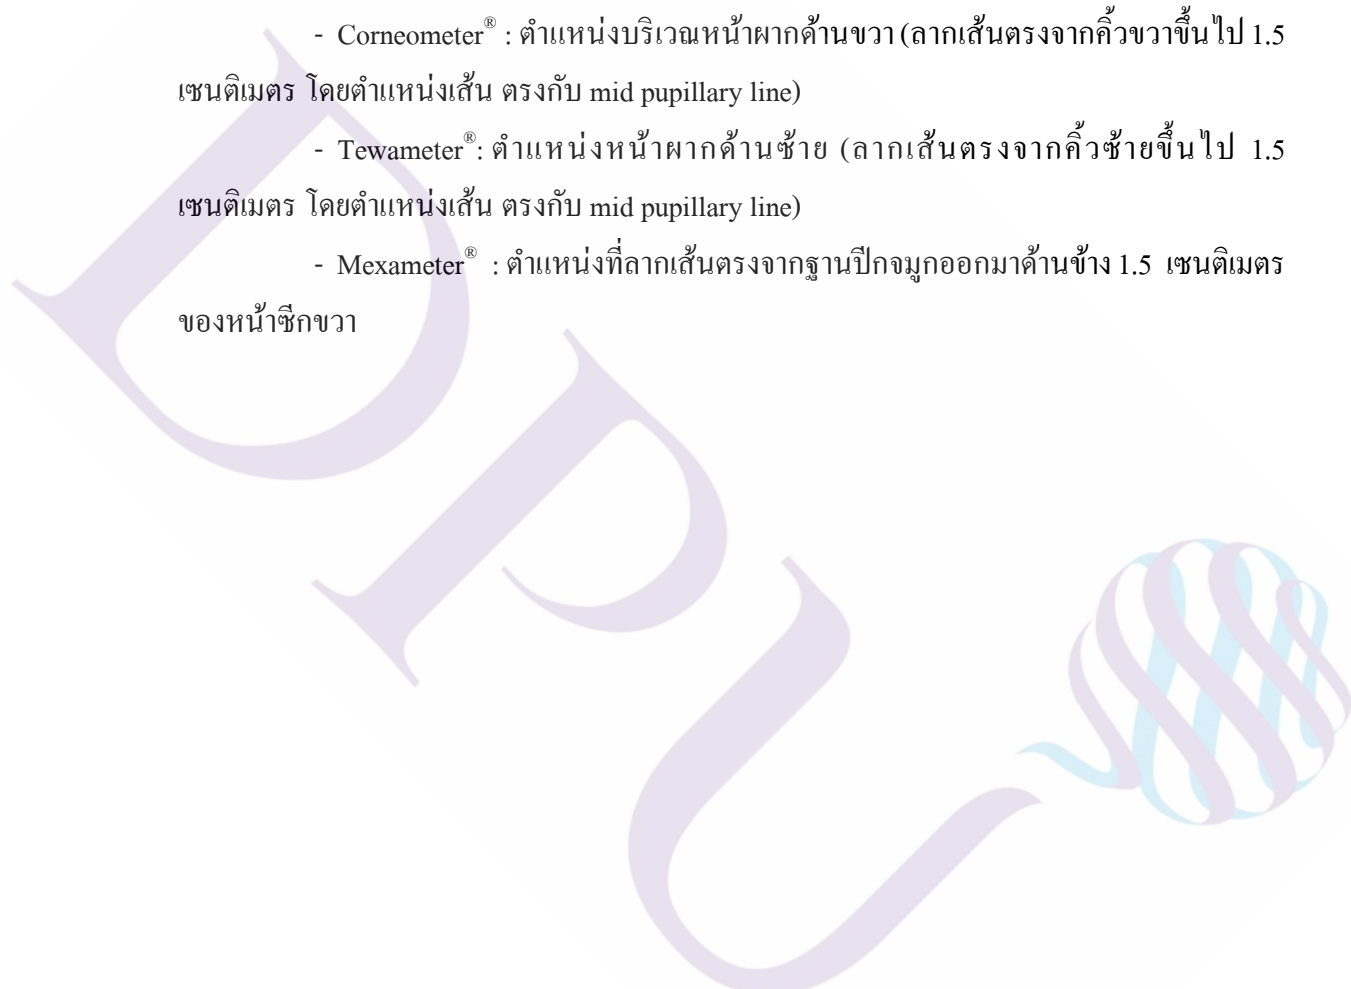 - Corneometer® : ตำแหน่งบริเวณหน้าผากด้านขวา (ลากเส้นตรงจากคิ้วขวาขึ้นไป 1.5
เซนติเมตร โดยตำแหน่งเส้น ตรงกับ mid pupillary line)
- Tewameter®: ตำแหน่งหน้าผากด้านซ้าย (ลากเส้นตรงจากคิ้วซ้ายขึ้นไป 1.5
เซนติเมตร โดยตำแหน่งเส้น ตรงกับ mid pupillary line)
- Mexameter® : ตำแหน่งที่ลากเส้นตรงจากฐานปีกจมูกออกมาด้านข้าง 1.5 เซนติเมตร
ของหน้าซีกขวา
DPU